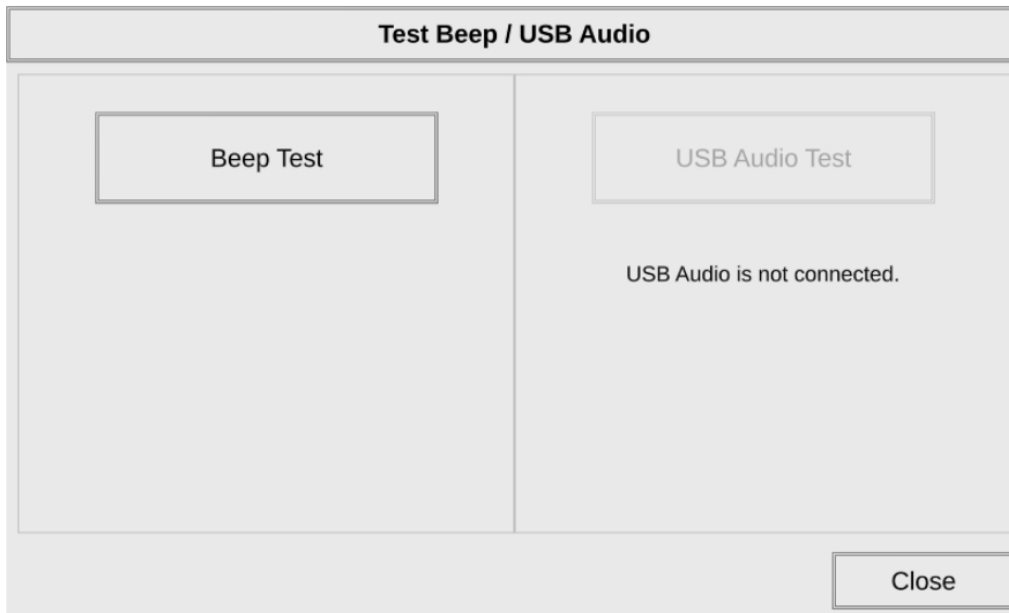 Test Beep / USB Audio
Beep Test
USB Audio Test
USB Audio is not connected.
Close